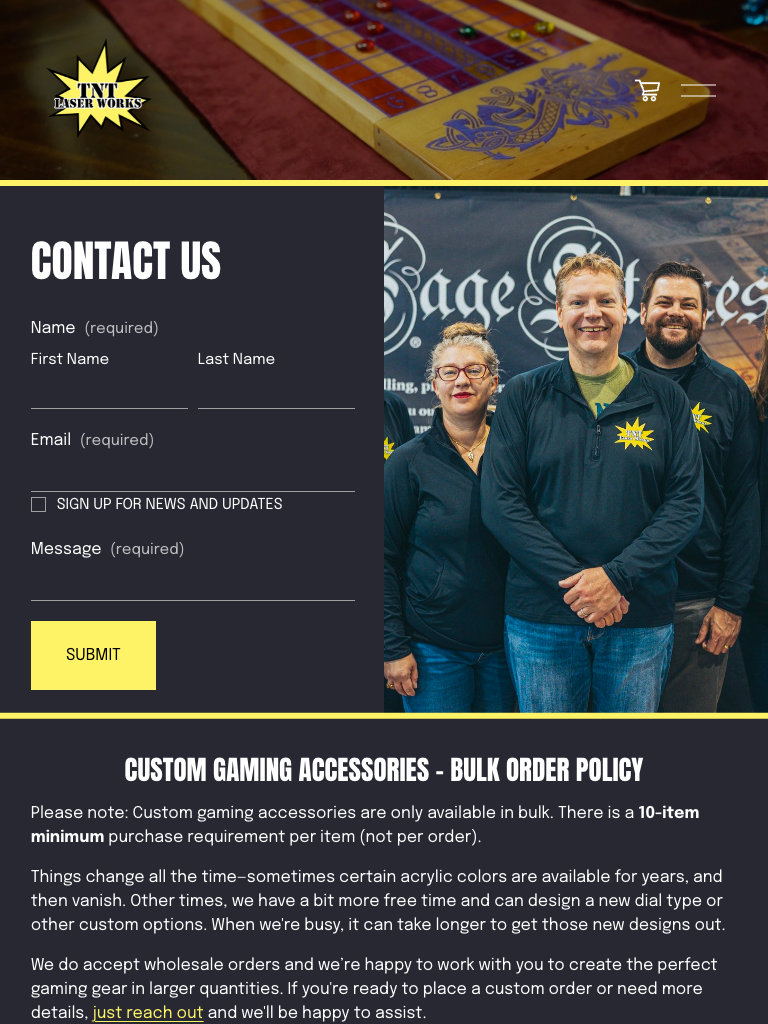 TNT
LASER WORKS
CONTACT US
Name (required)
First Name Last Name
Email (required)
SIGN UP FOR NEWS AND UPDATES
Message (required)
SUBMIT
®
TNT
CUSTOM GAMING ACCESSORIES - BULK ORDER POLICY
Please note: Custom gaming accessories are only available in bulk. There is a 10-item
minimum purchase requirement per item (not per order).
Things change all the time—sometimes certain acrylic colors are available for years, and
then vanish. Other times, we have a bit more free time and can design a new dial type or
other custom options. When we're busy, it can take longer to get those new designs out.
We do accept wholesale orders and we’re happy to work with you to create the perfect
gaming gear in larger quantities. If you're ready to place a custom order or need more
details, just reach out and we'll be happy to assist.